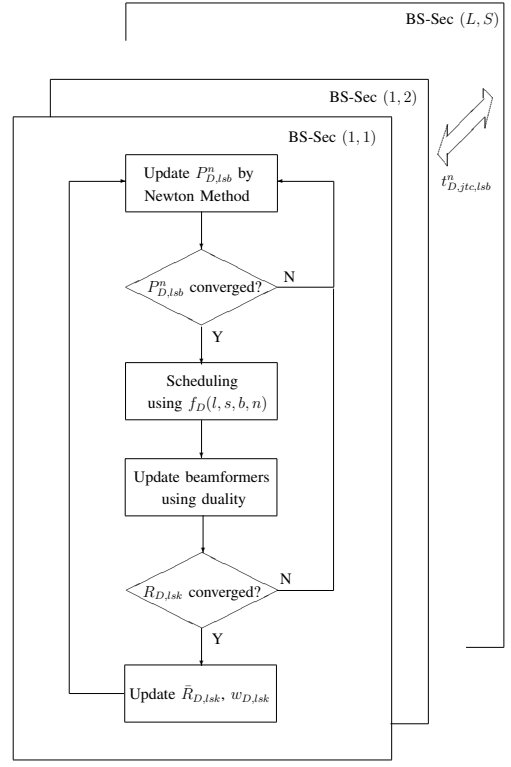 BS-Sec $(L, S)$
BS-Sec $(1, 2)$
BS-Sec $(1, 1)$
$t^n_{D,jtc,lsb}$
Update $P^n_{D,lsb}$ by
Newton Method
$P^n_{D,lsb}$ converged?
N
Y
Scheduling
using $f_D(l, s, b, n)$
Update beamformers
using duality
$R_{D,lsk}$ converged?
N
Y
Update $\bar{R}_{D,lsk}$, $w_{D,lsk}$